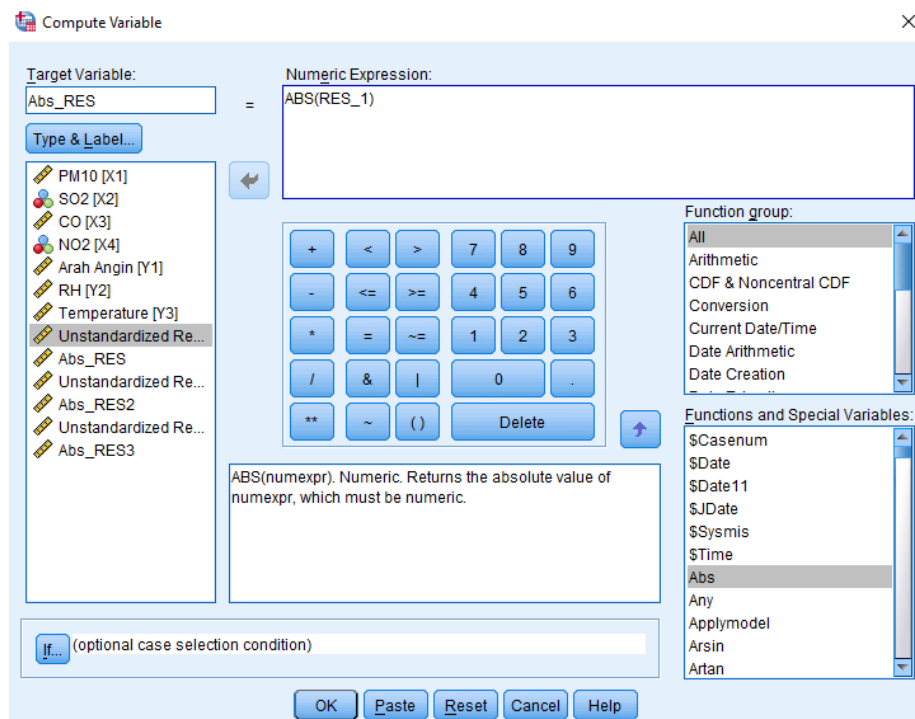 Compute Variable
Target Variable:
Abs_RES
=
Numeric Expression:
ABS(RES_1)
Type & Label...
PM10 [X1]
SO2 [X2]
CO [X3]
NO2 [X4]
Arah Angin [Y1]
RH [Y2]
Temperature [Y3]
Unstandardized Re...
Abs_RES
Unstandardized Re...
Abs_RES2
Unstandardized Re...
Abs_RES3
+ < > 7 8 9
- <= >= 4 5 6
* = ~= 1 2 3
/ & | 0 .
** ~ ( ) Delete
ABS(numexpr). Numeric. Returns the absolute value of
numexpr, which must be numeric.
Function group:
All
Arithmetic
CDF & Noncentral CDF
Conversion
Current Date/Time
Date Arithmetic
Date Creation
Functions and Special Variables:
$Casenum
$Date
$Date11
$JDate
$Sysmis
$Time
Abs
Any
Applymodel
Arsin
Artan
If... (optional case selection condition)
OK Paste Reset Cancel Help